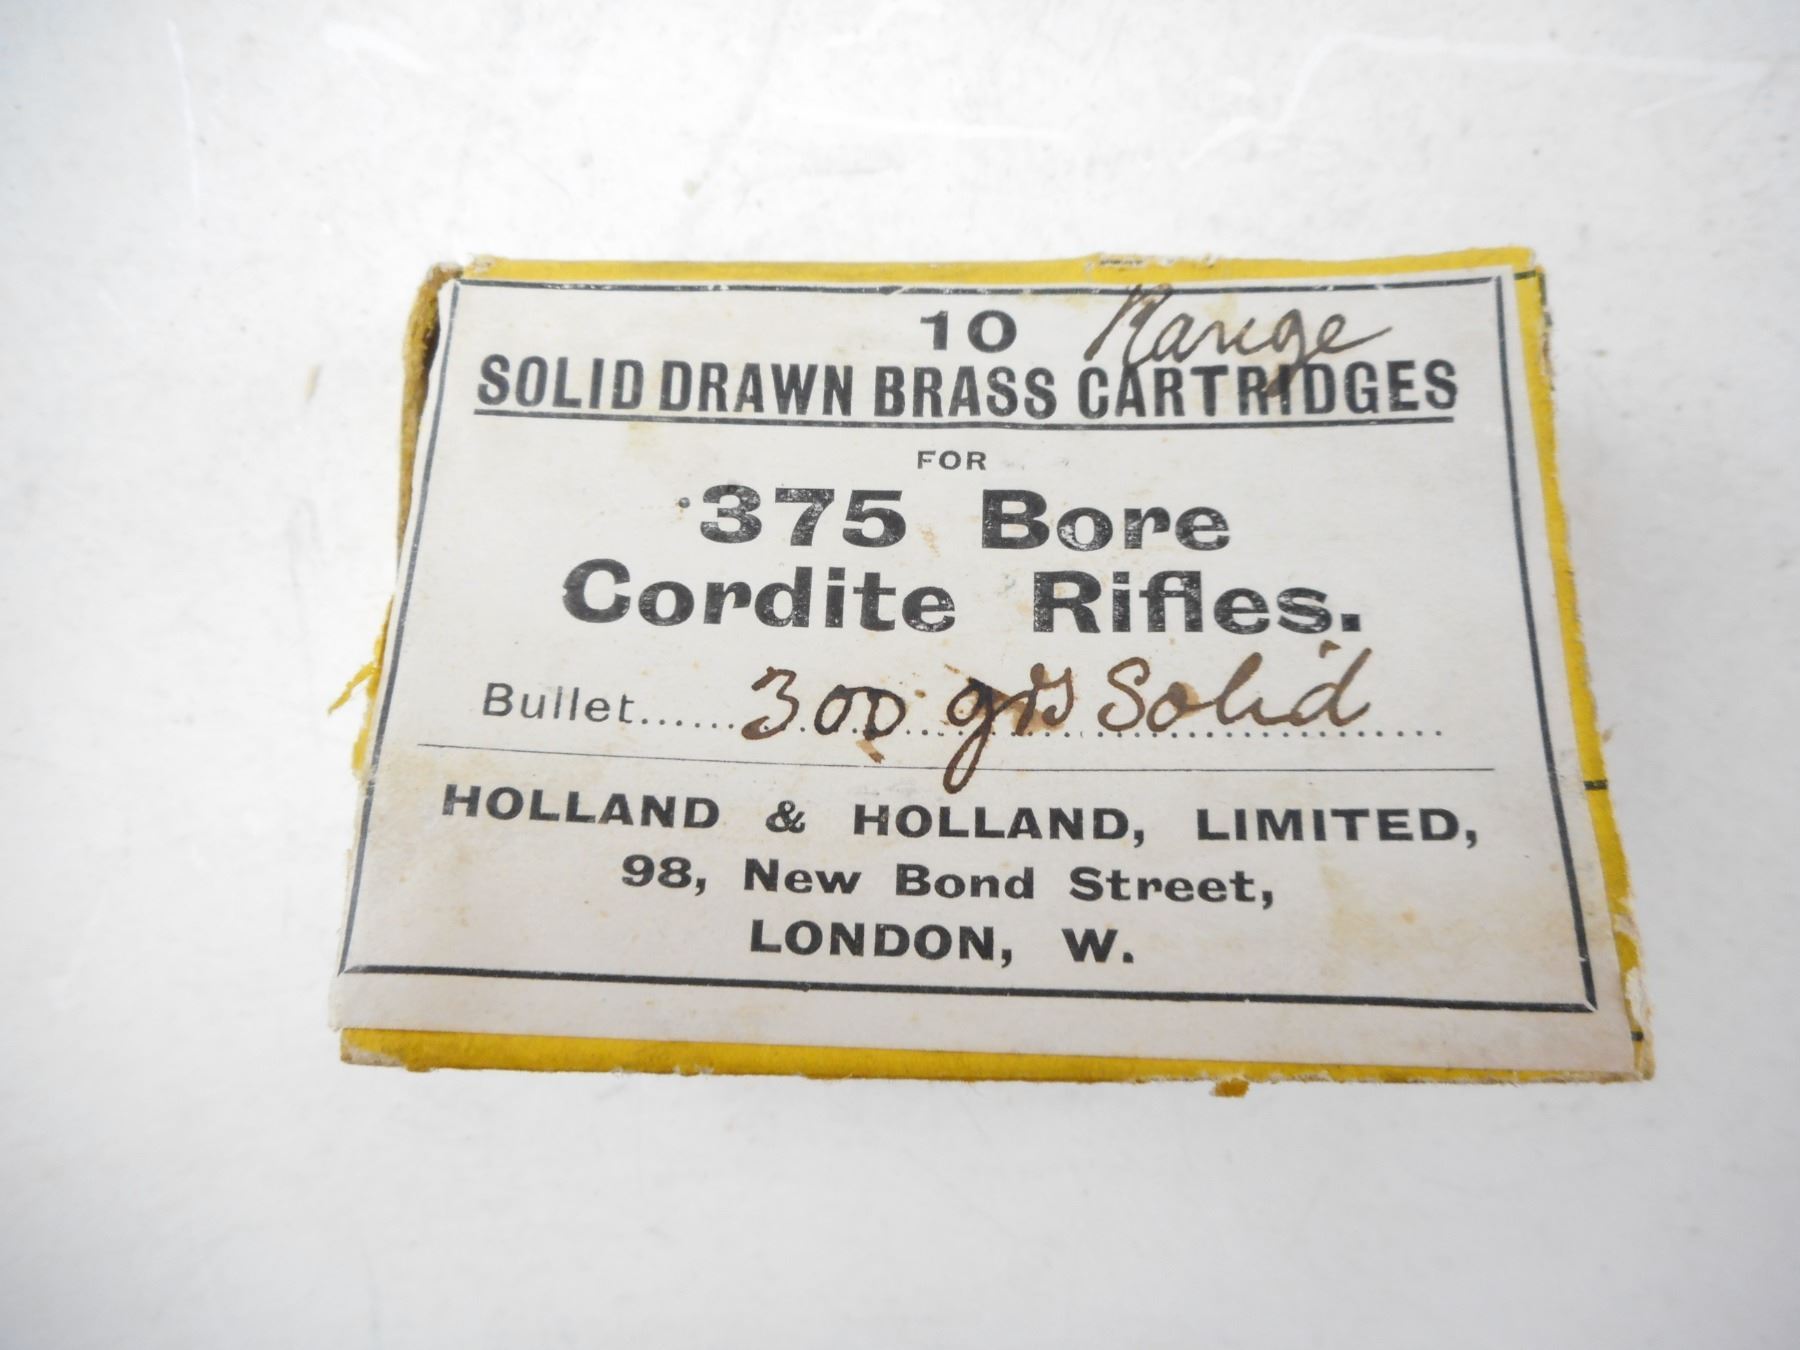 10 Range
SOLID DRAWN BRASS CARTRIDGES
FOR
·375 Bore
Cordite Rifles.
Bullet......300 grs Solid......
HOLLAND & HOLLAND, LIMITED,
98, New Bond Street,
LONDON, W.